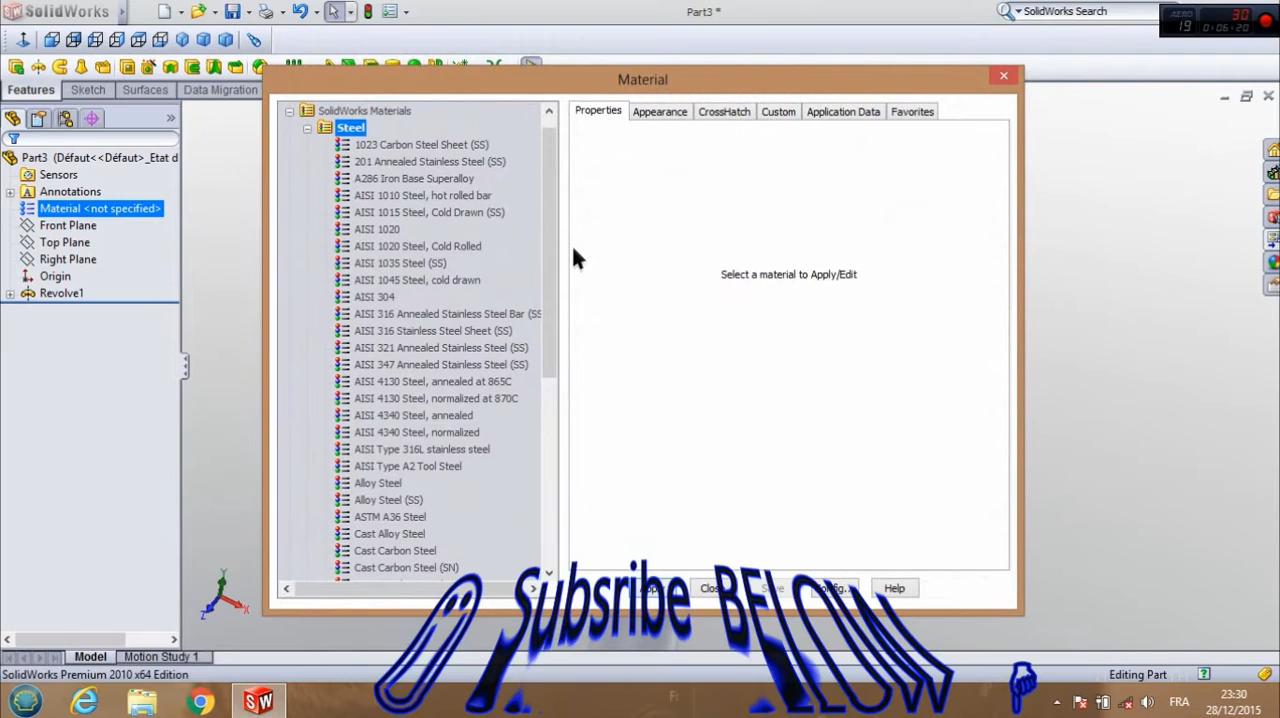 SolidWorks
Part3 *
SolidWorks Search
AERO
19
30
0:06:20
Features
Sketch
Surfaces
Data Migration
Material
Part3 (Défaut<<Défaut>_Etat d
Sensors
Annotations
Material <not specified>
Front Plane
Top Plane
Right Plane
Origin
Revolve1
SolidWorks Materials
Steel
1023 Carbon Steel Sheet (SS)
201 Annealed Stainless Steel (SS)
A286 Iron Base Superalloy
AISI 1010 Steel, hot rolled bar
AISI 1015 Steel, Cold Drawn (SS)
AISI 1020
AISI 1020 Steel, Cold Rolled
AISI 1035 Steel (SS)
AISI 1045 Steel, cold drawn
AISI 304
AISI 316 Annealed Stainless Steel Bar (SS
AISI 316 Stainless Steel Sheet (SS)
AISI 321 Annealed Stainless Steel (SS)
AISI 347 Annealed Stainless Steel (SS)
AISI 4130 Steel, annealed at 865C
AISI 4130 Steel, normalized at 870C
AISI 4340 Steel, annealed
AISI 4340 Steel, normalized
AISI Type 316L stainless steel
AISI Type A2 Tool Steel
Alloy Steel
Alloy Steel (SS)
ASTM A36 Steel
Cast Alloy Steel
Cast Carbon Steel
Cast Carbon Steel (SN)
Properties
Appearance
CrossHatch
Custom
Application Data
Favorites
Select a material to Apply/Edit
Help
Subsribe BELOW
Z
Y
X
Model
Motion Study 1
SolidWorks Premium 2010 x64 Edition
Editing Part
FRA
23:30
28/12/2015